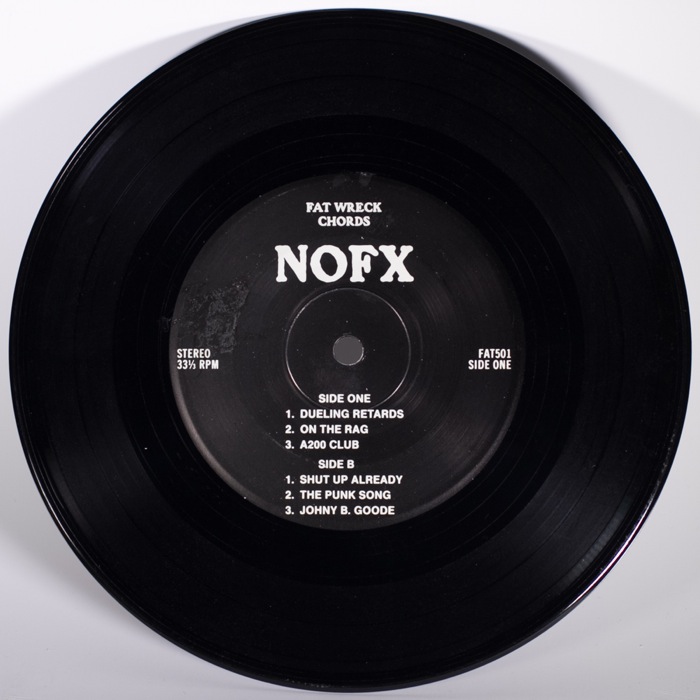 FAT WRECK
CHORDS
NOFX
STEREO
33⅓ RPM
FAT501
SIDE ONE
SIDE ONE
1. DUELING RETARDS
2. ON THE RAG
3. A200 CLUB
SIDE B
1. SHUT UP ALREADY
2. THE PUNK SONG
3. JOHNY B. GOODE